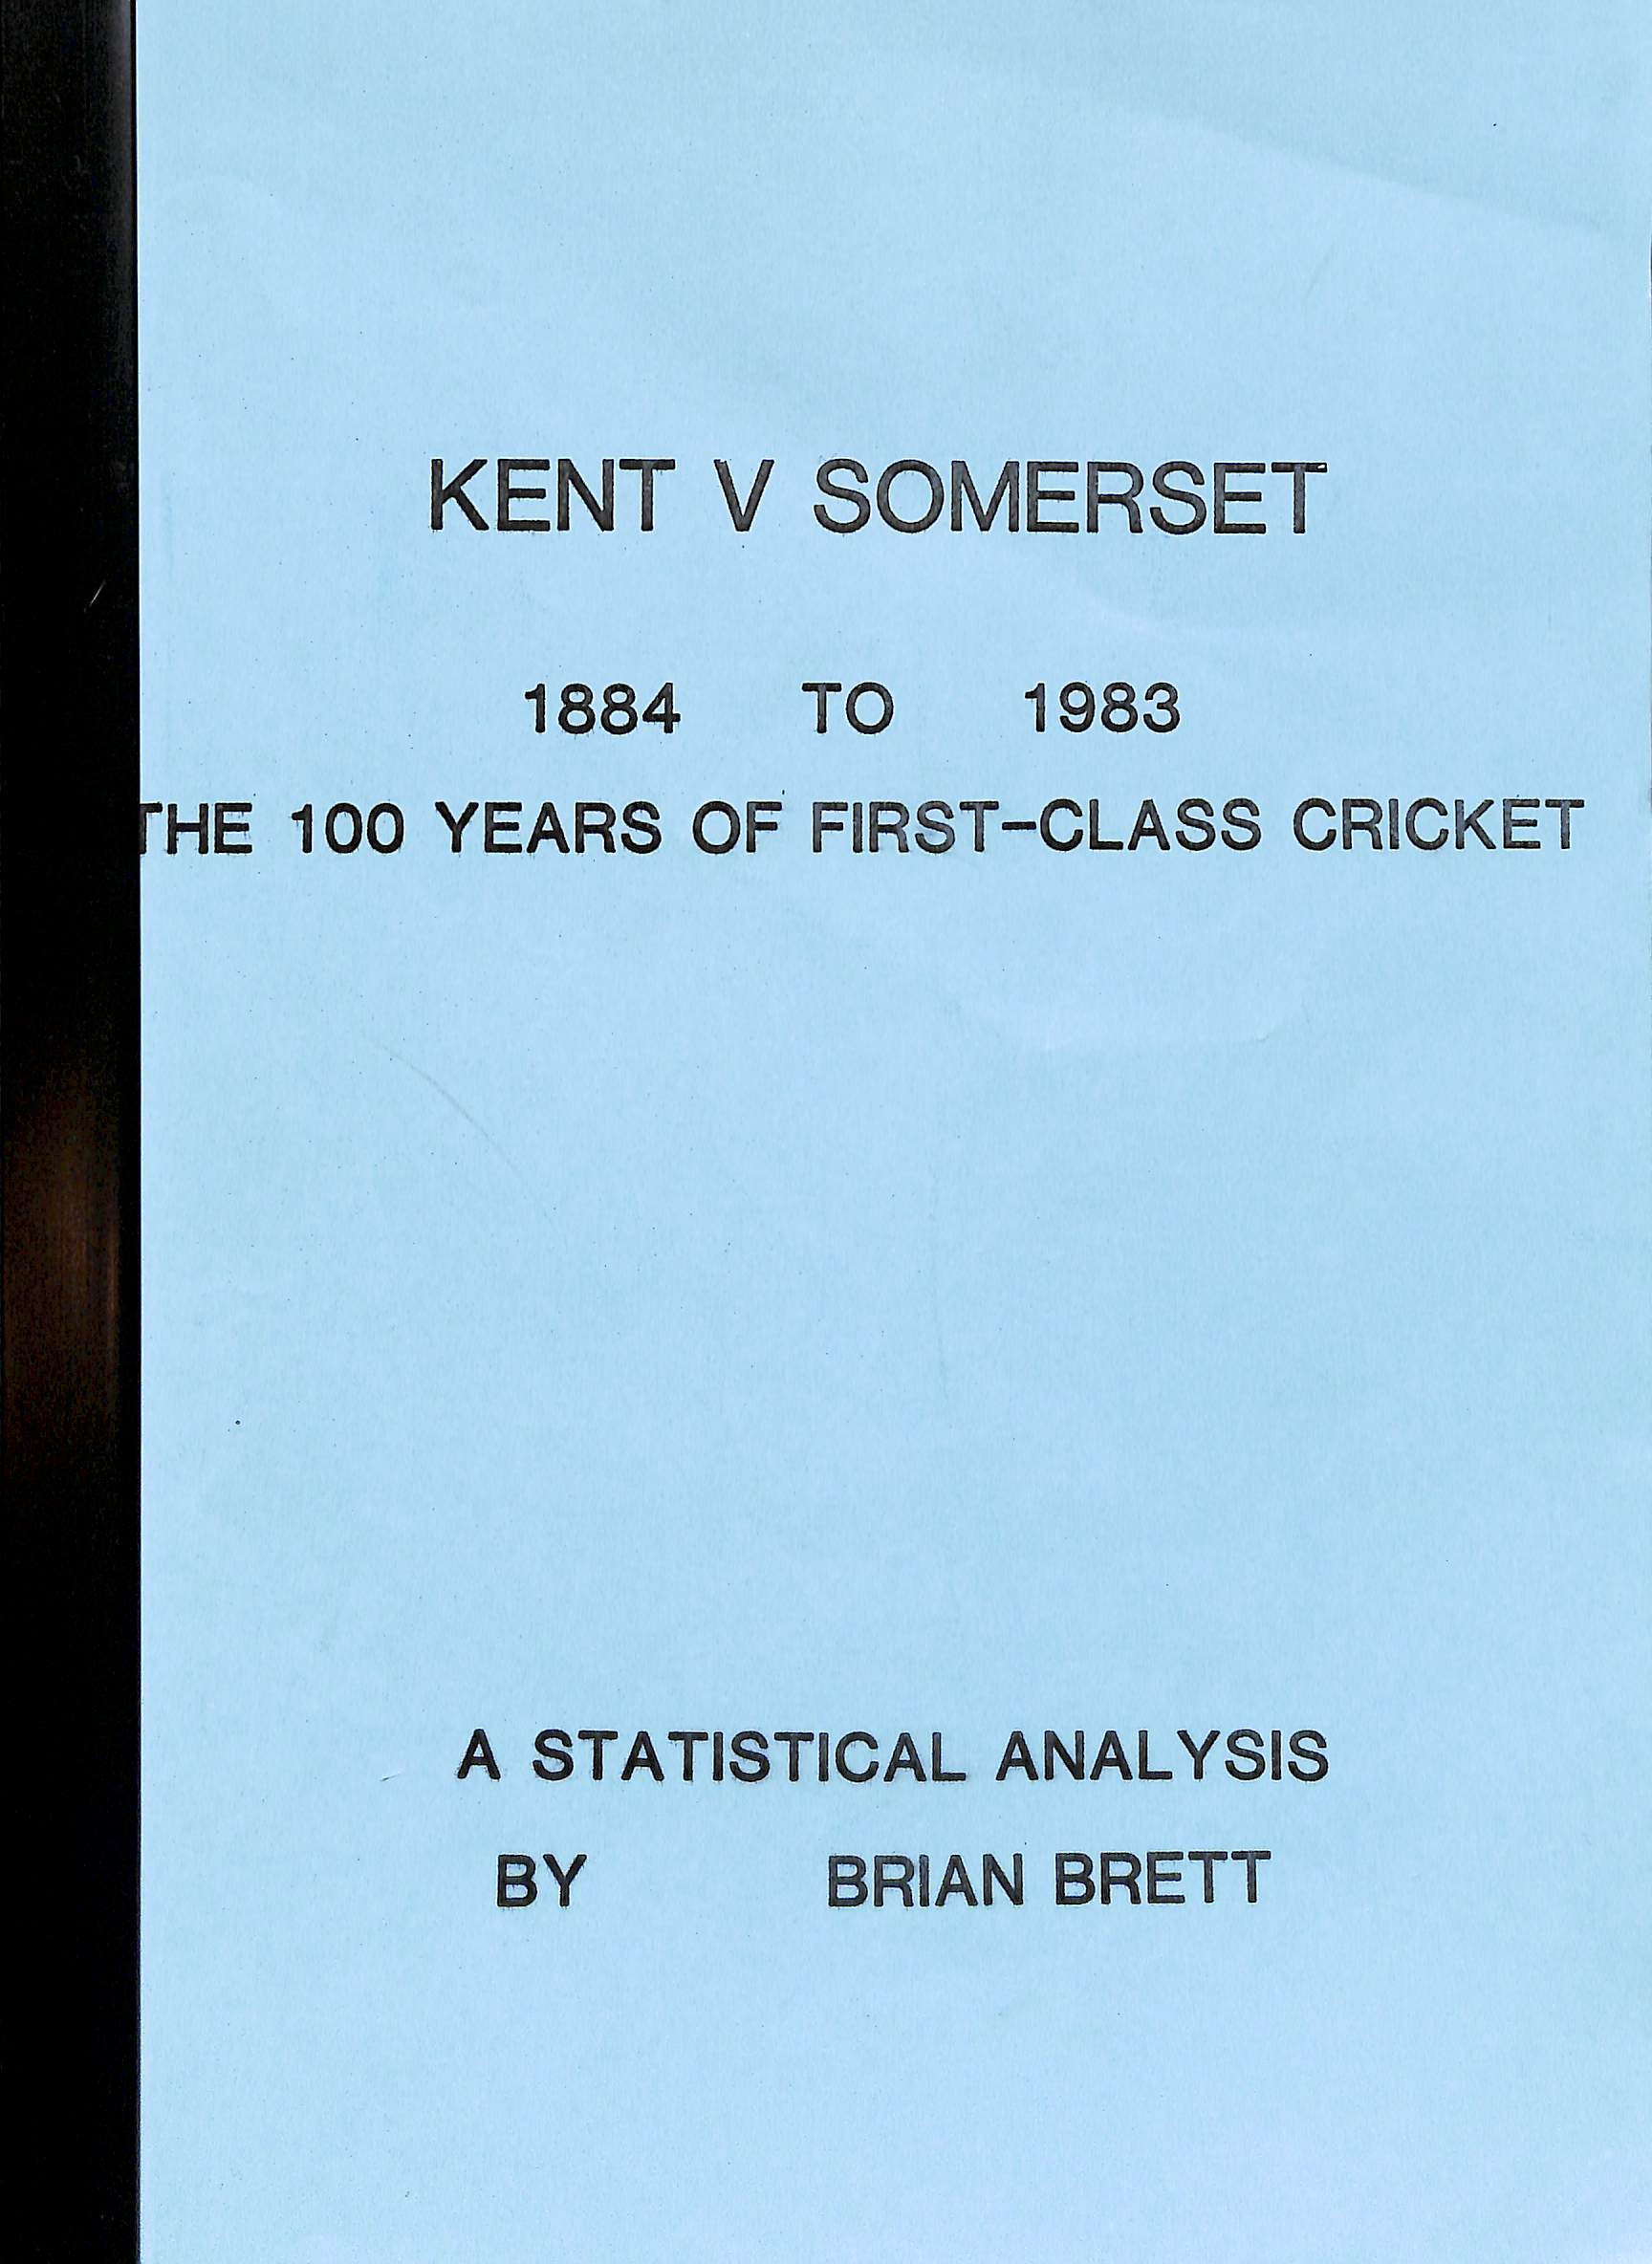 KENT V SOMERSET
1884 TO 1983
THE 100 YEARS OF FIRST-CLASS CRICKET
A STATISTICAL ANALYSIS
BY BRIAN BRETT